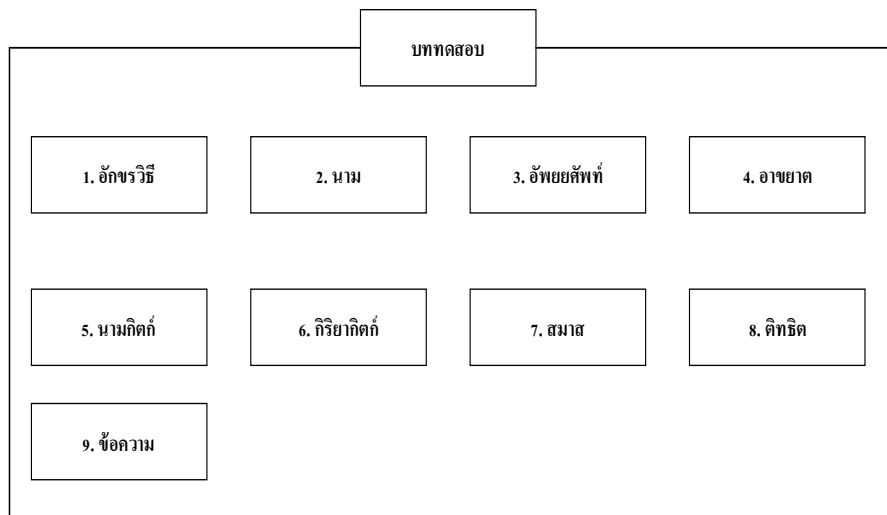 บททดสอบ
1. อักขรวิธี
2. นาม
3. อัพยยศัพท์
4. อาขยาต
5. นามกิตก์
6. กิริยากิตก์
7. สมาส
8. ติทธิต
9. ข้อความ